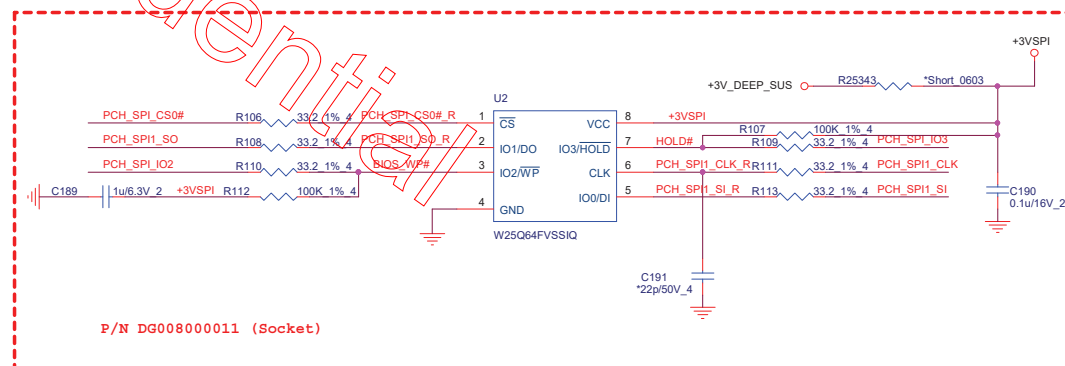 dential
+3VSPI
+3V_DEEP_SUS R25343 *Short_0603
U2
PCH_SPI_CS0# R106 33.2_1%_4 PCH_SPI_CS0#_R 1 CS VCC 8 +3VSPI
R107 100K_1%_4
PCH_SPI1_SO R108 33.2_1%_4 PCH_SPI1_SO_R 2 IO1/DO IO3/HOLD 7 HOLD# R109 33.2_1%_4 PCH_SPI_IO3
PCH_SPI_IO2 R110 33.2_1%_4 BIOS_WP# 3 IO2/WP CLK 6 PCH_SPI1_CLK_R R111 33.2_1%_4 PCH_SPI1_CLK
C189 1u/6.3V_2 +3VSPI R112 100K_1%_4 IO0/DI 5 PCH_SPI1_SI_R R113 33.2_1%_4 PCH_SPI1_SI
C190
0.1u/16V_2
4 GND
W25Q64FVSSIQ
C191
*22p/50V_4
P/N DG008000011 (Socket)